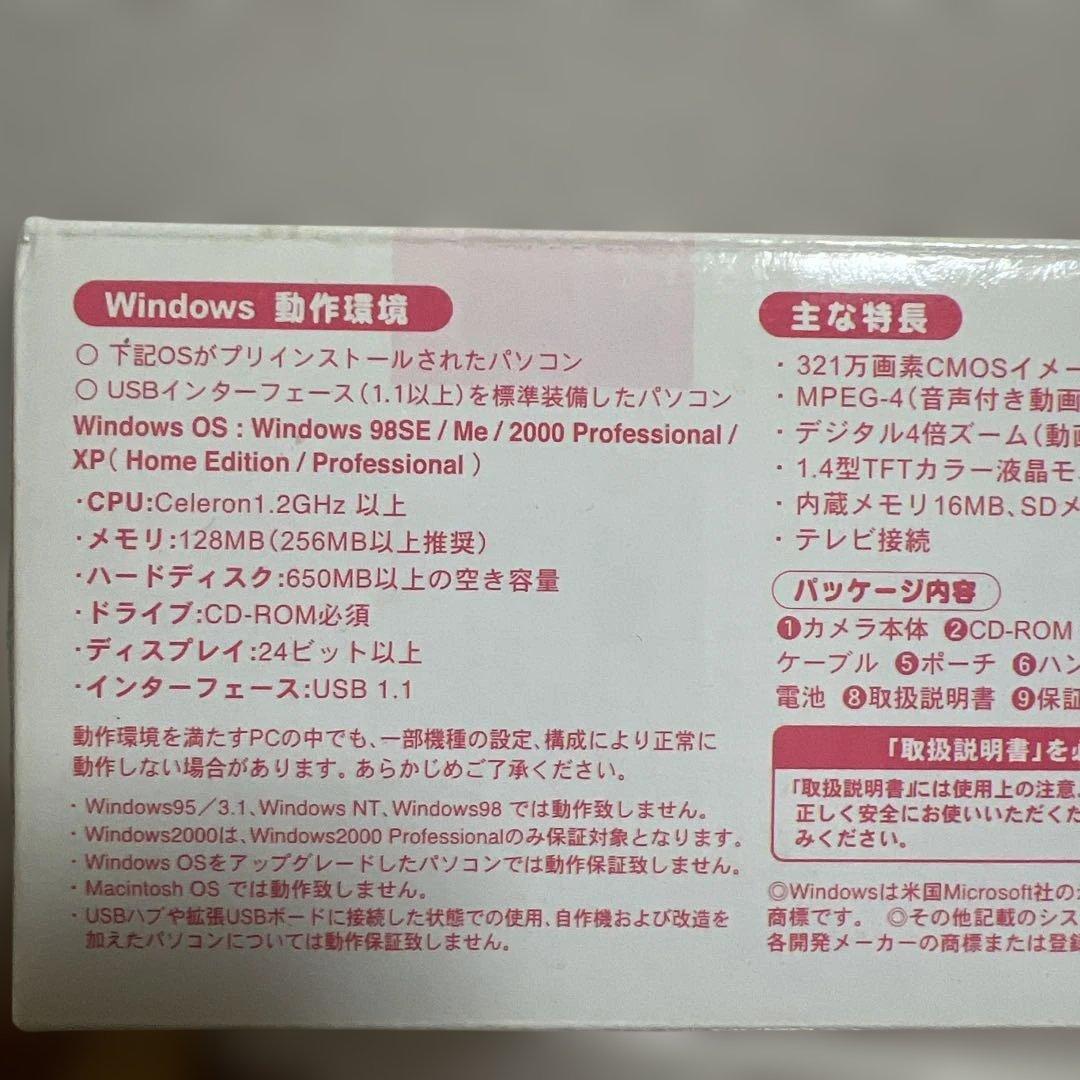 Windows 動作環境
○ 下記OSがプリインストールされたパソコン
○ USBインターフェース(1.1以上)を標準装備したパソコン
Windows OS : Windows 98SE / Me / 2000 Professional /
XP( Home Edition / Professional )
・CPU:Celeron1.2GHz 以上
・メモリ:128MB(256MB以上推奨)
・ハードディスク:650MB以上の空き容量
・ドライブ:CD-ROM必須
・ディスプレイ:24ビット以上
・インターフェース:USB 1.1
動作環境を満たすPCの中でも、一部機種の設定、構成により正常に
動作しない場合があります。あらかじめご了承ください。
・Windows95／3.1、Windows NT、Windows98 では動作致しません。
・Windows2000は、Windows2000 Professionalのみ保証対象となります。
・Windows OSをアップグレードしたパソコンでは動作保証致しません。
・Macintosh OS では動作致しません。
・USBハブや拡張USBボードに接続した状態での使用、自作機および改造を
加えたパソコンについては動作保証致しません。
主な特長
・321万画素CMOSイメー
・MPEG-4(音声付き動画
・デジタル4倍ズーム(動画
・1.4型TFTカラー液晶モ
・内蔵メモリ16MB、SDメ
・テレビ接続
パッケージ内容
❶カメラ本体 ❷CD-ROM
ケーブル ❺ポーチ ❻ハン
電池 ❽取扱説明書 ❾保証
「取扱説明書」を必
「取扱説明書」には使用上の注意、
正しく安全にお使いいただくた
みください。
◎Windowsは米国Microsoft社の
商標です。 ◎その他記載のシス
各開発メーカーの商標または登録